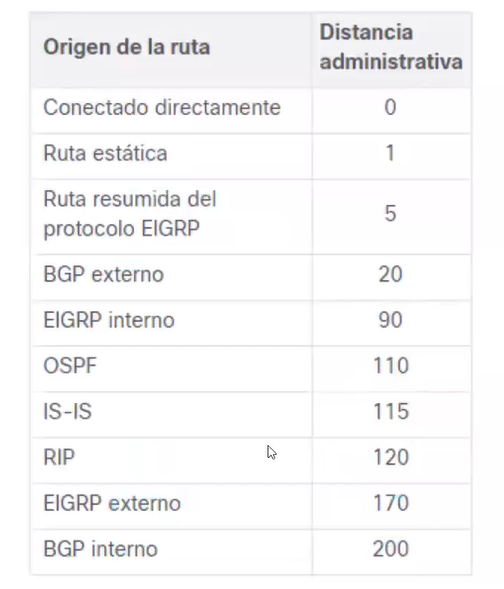 Origen de la ruta
Distancia
administrativa
Conectado directamente 0
Ruta estática 1
Ruta resumida del
protocolo EIGRP 5
BGP externo 20
EIGRP interno 90
OSPF 110
IS-IS 115
RIP 120
EIGRP externo 170
BGP interno 200